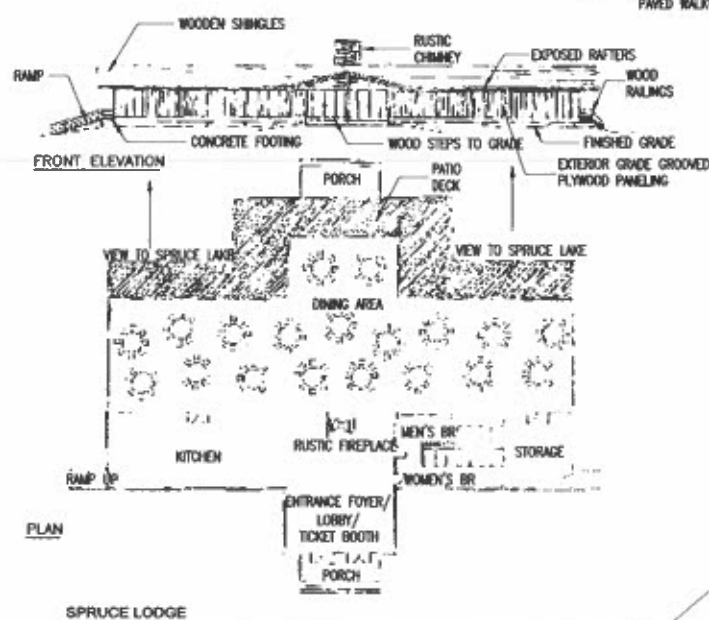 PAVED WALK
WOODEN SHINGLES
RUSTIC
CHIMNEY
EXPOSED RAFTERS
RAMP
WOOD
RAILINGS
CONCRETE FOOTING
WOOD STEPS TO GRADE
FINISHED GRADE
FRONT ELEVATION
EXTERIOR GRADE GROOVED
PLYWOOD PANELING
PORCH
PATIO
DECK
VIEW TO SPRUCE LAKE
VIEW TO SPRUCE LAKE
DINING AREA
RUSTIC FIREPLACE
MEN'S BR
KITCHEN
STORAGE
RAMP UP
WOMEN'S BR
ENTRANCE FOYER/
LOBBY/
TICKET BOOTH
PLAN
PORCH
SPRUCE LODGE